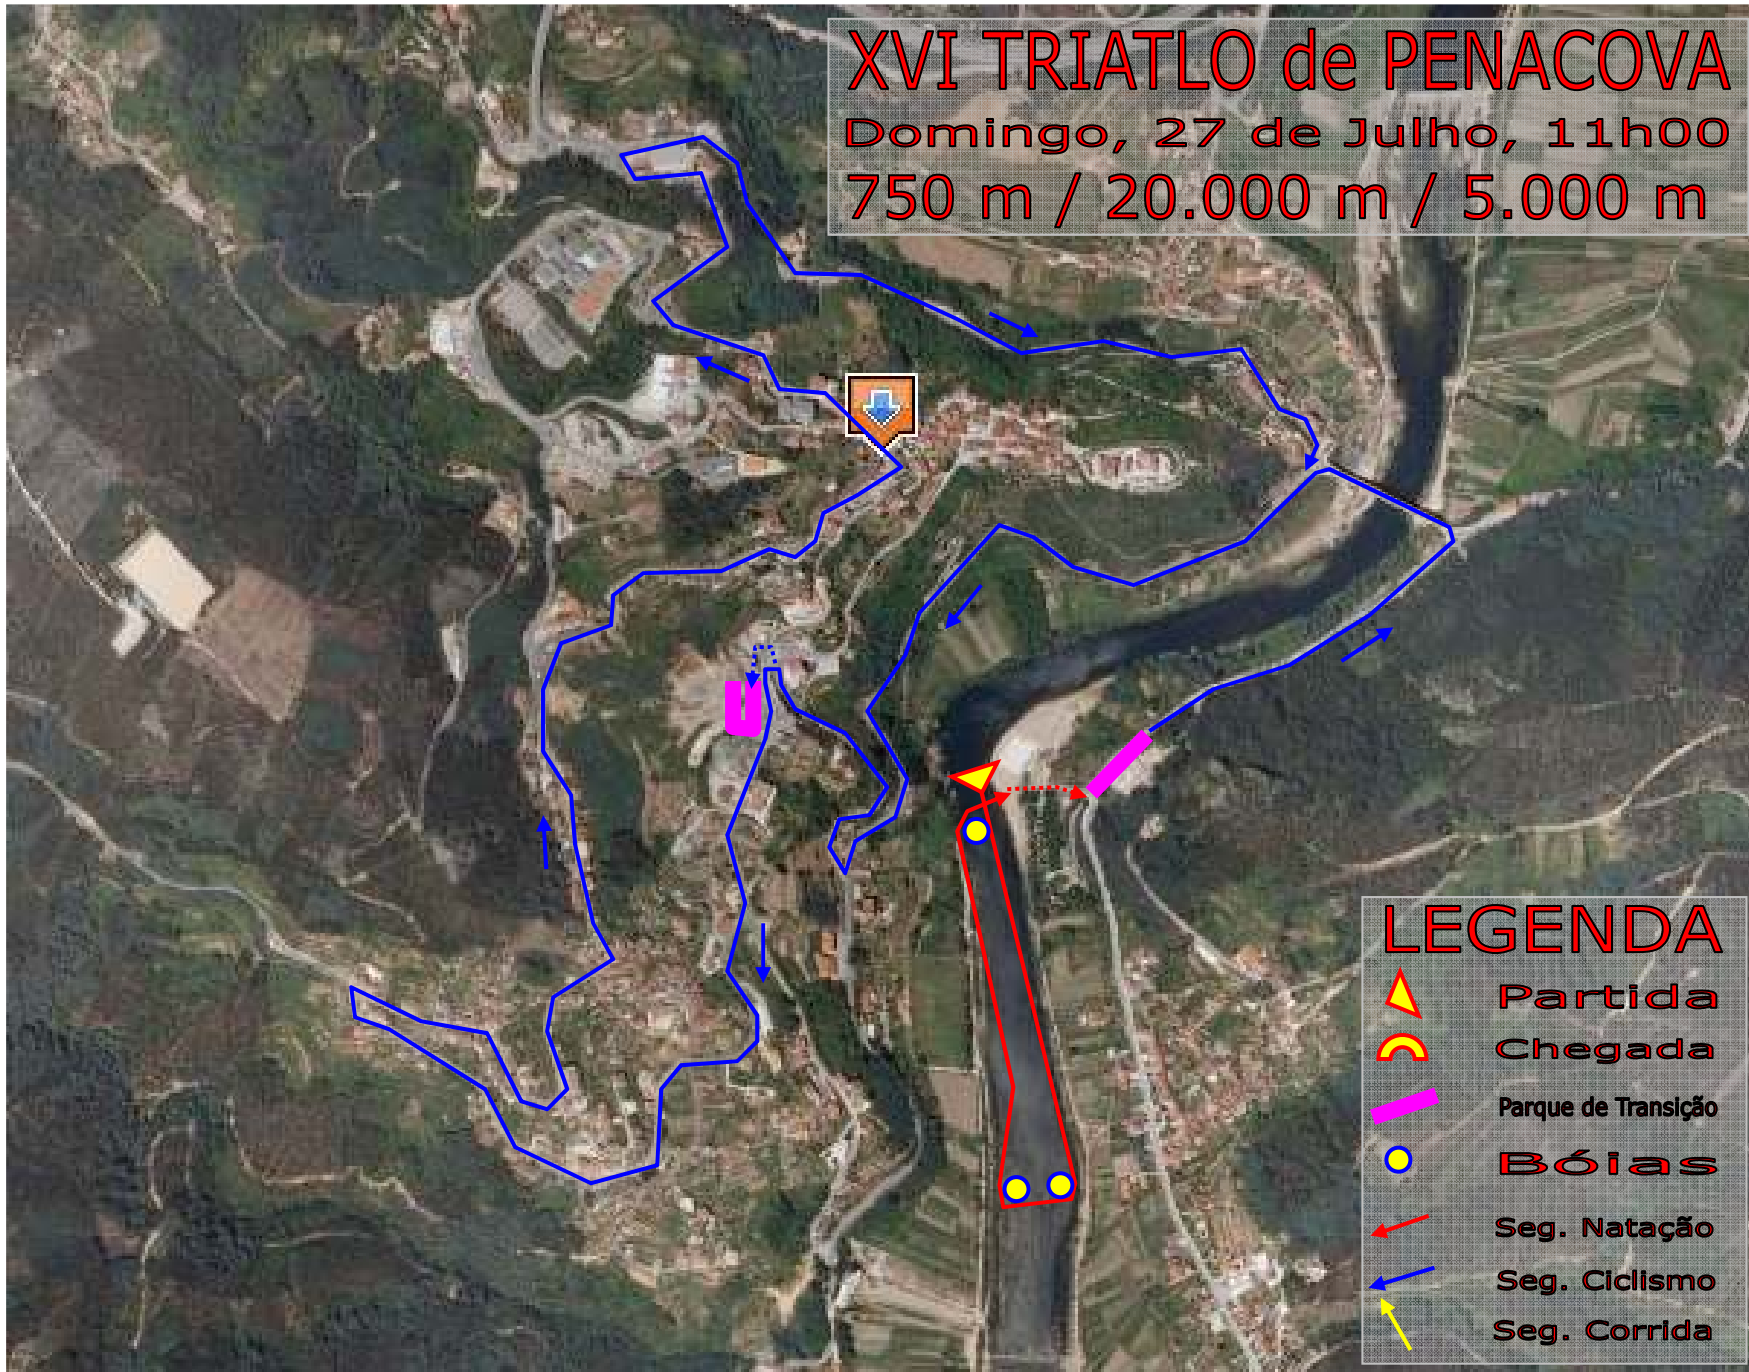 XVI TRIATLO de PENACOVA
Domingo, 27 de Julho, 11h00
750 m / 20.000 m / 5.000 m
LEGENDA
Partida
Chegada
Parque de Transição
Bóias
Seg. Natação
Seg. Ciclismo
Seg. Corrida